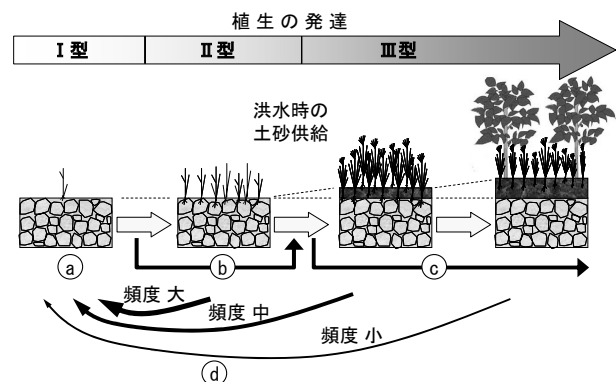 植生の発達
Ⅰ型 Ⅱ型 Ⅲ型
洪水時の
土砂供給
ⓐ ⓑ ⓒ
頻度 大
頻度 中
頻度 小
ⓓ